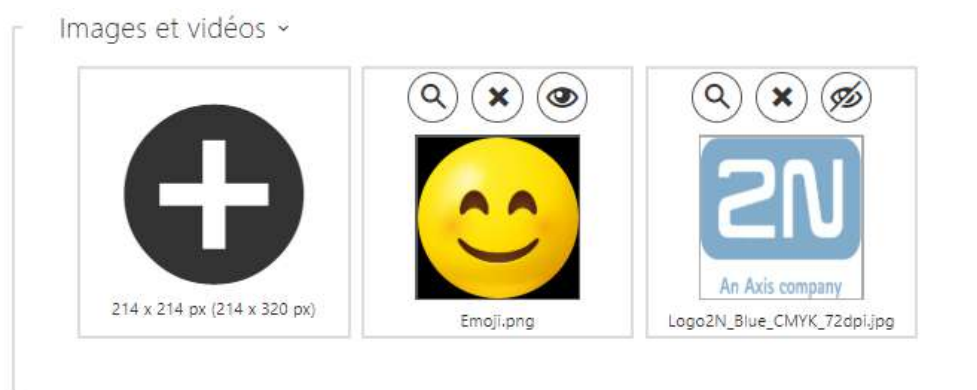 Images et vidéos
214 x 214 px (214 x 320 px)
Emoji.png
2N
An Axis company
Logo2N_Blue_CMYK_72dpi.jpg